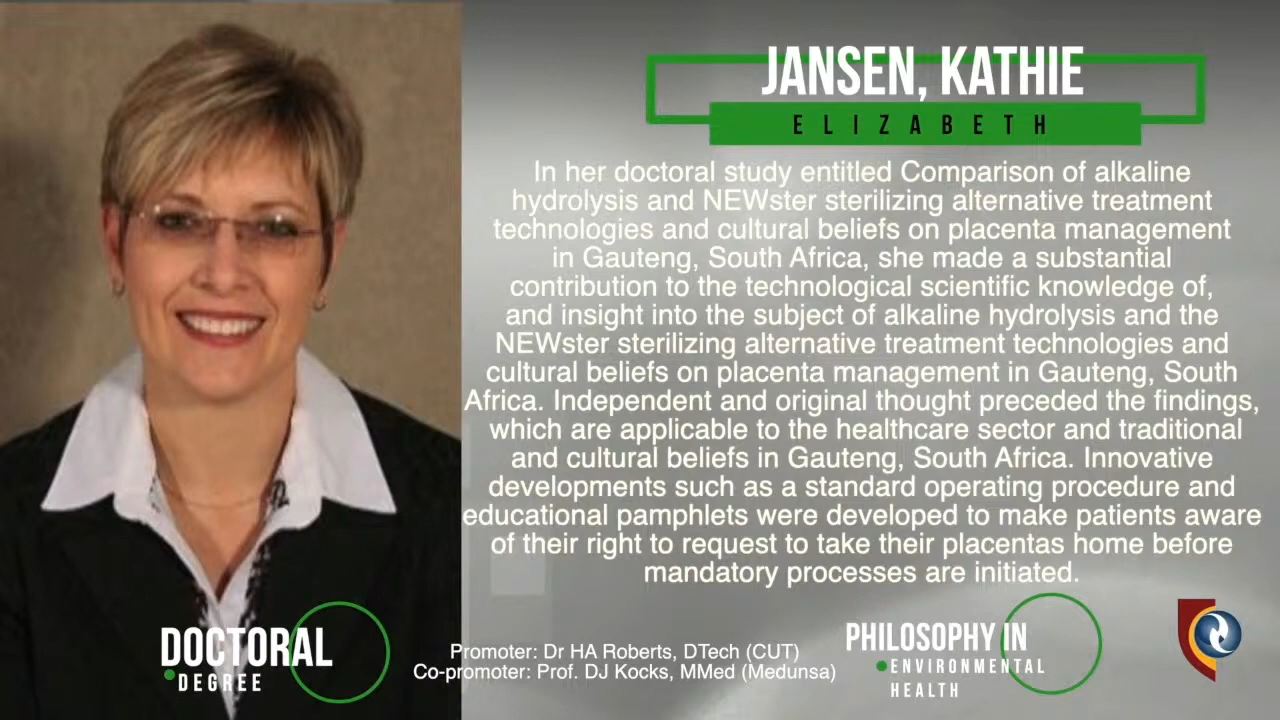 JANSEN, KATHIE
ELIZABETH
In her doctoral study entitled Comparison of alkaline
hydrolysis and NEWster sterilizing alternative treatment
technologies and cultural beliefs on placenta management
in Gauteng, South Africa, she made a substantial
contribution to the technological scientific knowledge of,
and insight into the subject of alkaline hydrolysis and the
NEWster sterilizing alternative treatment technologies and
cultural beliefs on placenta management in Gauteng, South
Africa. Independent and original thought preceded the findings,
which are applicable to the healthcare sector and traditional
and cultural beliefs in Gauteng, South Africa. Innovative
developments such as a standard operating procedure and
educational pamphlets were developed to make patients aware
of their right to request to take their placentas home before
mandatory processes are initiated.
DOCTORAL
DEGREE
Promoter: Dr HA Roberts, DTech (CUT)
Co-promoter: Prof. DJ Kocks, MMed (Medunsa)
PHILOSOPHY IN
ENVIRONMENTAL
HEALTH